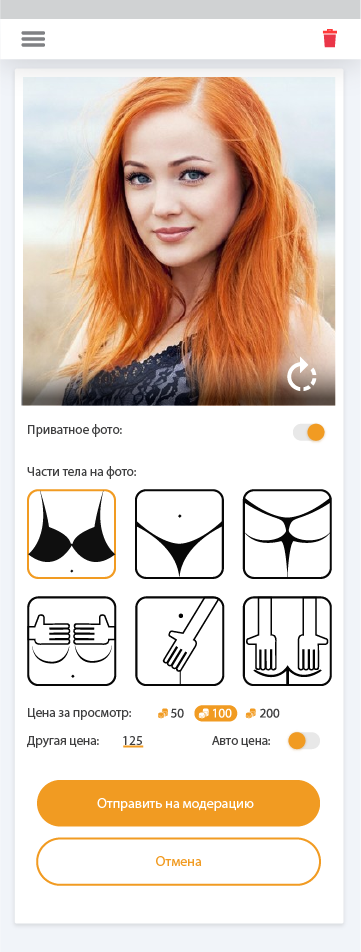 Приватное фото:
Части тела на фото:
Цена за просмотр: 50 100 200
Другая цена: 125 Авто цена:
Отправить на модерацию
Отмена